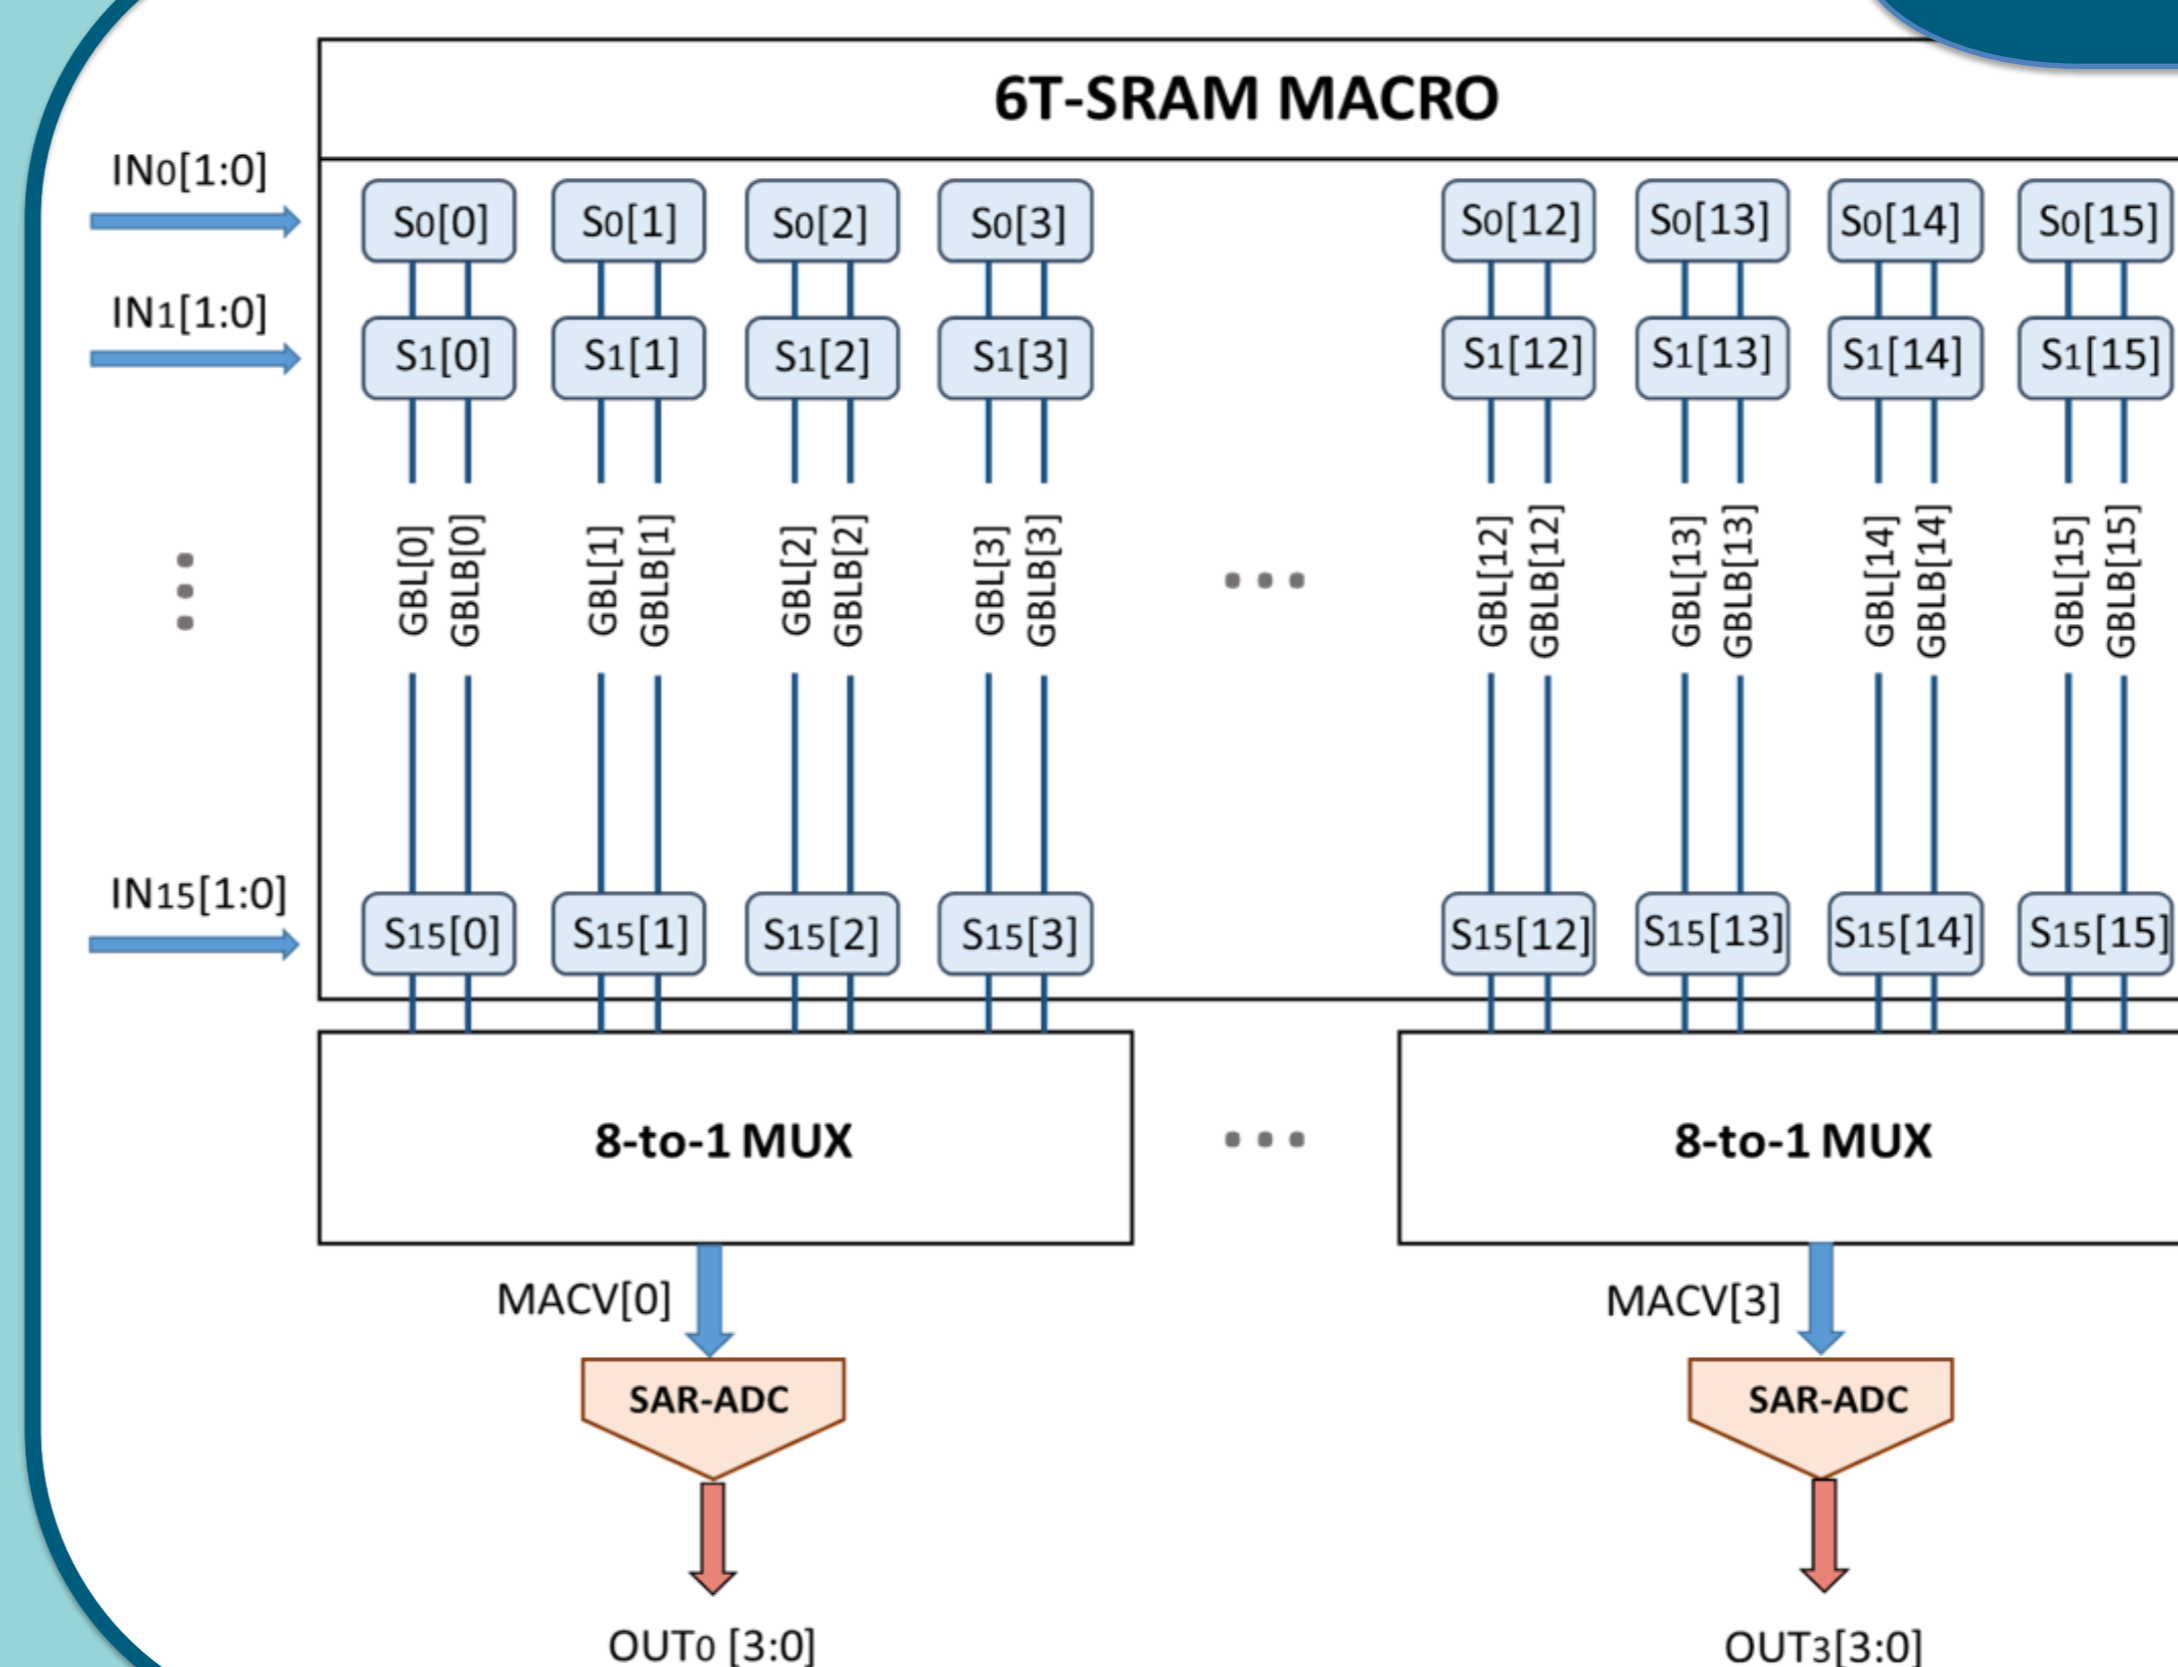 6T-SRAM MACRO
IN0[1:0]
S0[0] S0[1] S0[2] S0[3] S0[12] S0[13] S0[14] S0[15]
IN1[1:0]
S1[0] S1[1] S1[2] S1[3] S1[12] S1[13] S1[14] S1[15]
GBL[0]
GBLB[0]
GBL[1]
GBLB[1]
GBL[2]
GBLB[2]
GBL[3]
GBLB[3]
GBL[12]
GBLB[12]
GBL[13]
GBLB[13]
GBL[14]
GBLB[14]
GBL[15]
GBLB[15]
IN15[1:0]
S15[0] S15[1] S15[2] S15[3] S15[12] S15[13] S15[14] S15[15]
8-to-1 MUX 8-to-1 MUX
MACV[0] MACV[3]
SAR-ADC SAR-ADC
OUT0 [3:0] OUT3[3:0]